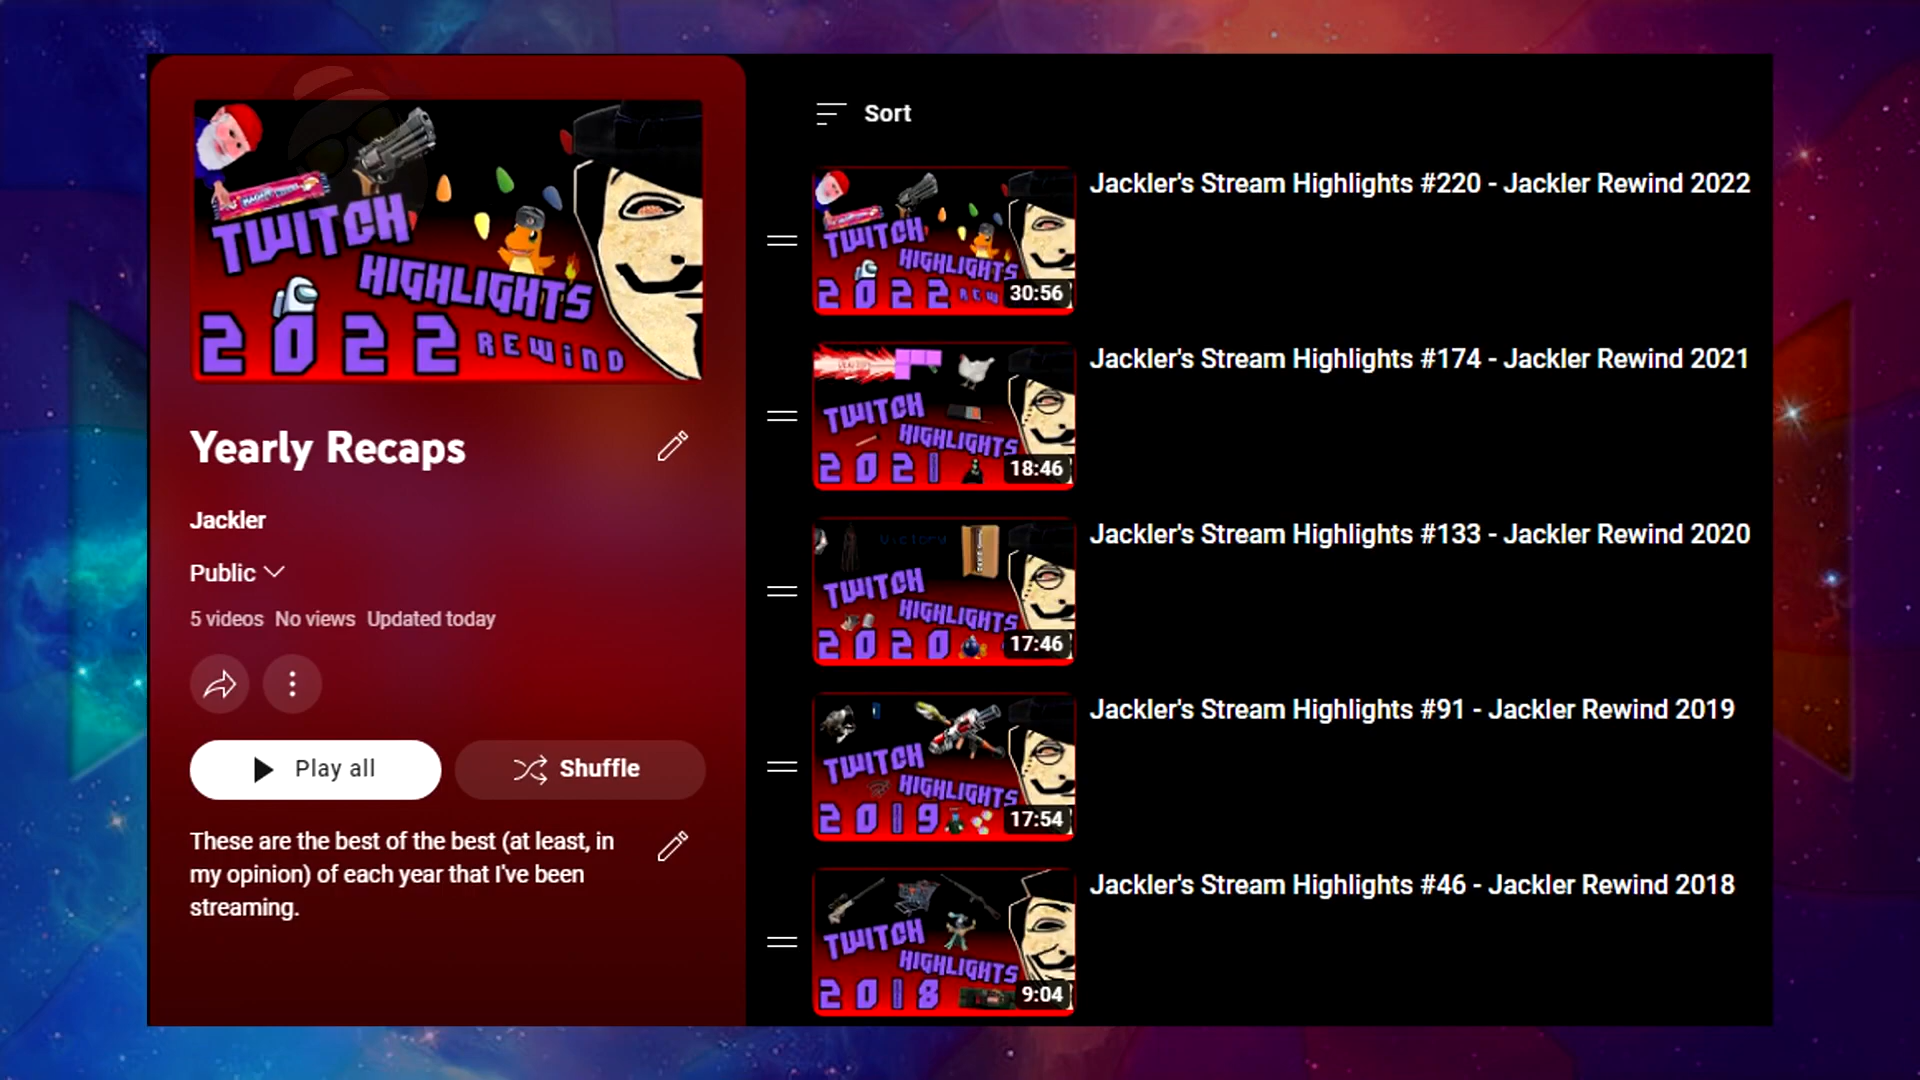 TWITCH
HIGHLIGHTS
2022 REWIND
Yearly Recaps
Jackler
Public
5 videos No views Updated today
Play all
Shuffle
These are the best of the best (at least, in
my opinion) of each year that I've been
streaming.
Sort
TWITCH
HIGHLIGHTS
2022 REW
30:56
Jackler's Stream Highlights #220 - Jackler Rewind 2022
TWITCH
HIGHLIGHTS
2021
18:46
Jackler's Stream Highlights #174 - Jackler Rewind 2021
Victory
TWITCH
HIGHLIGHTS
2020
17:46
Jackler's Stream Highlights #133 - Jackler Rewind 2020
TWITCH
HIGHLIGHTS
2019
17:54
Jackler's Stream Highlights #91 - Jackler Rewind 2019
TWITCH
HIGHLIGHTS
2018
9:04
Jackler's Stream Highlights #46 - Jackler Rewind 2018